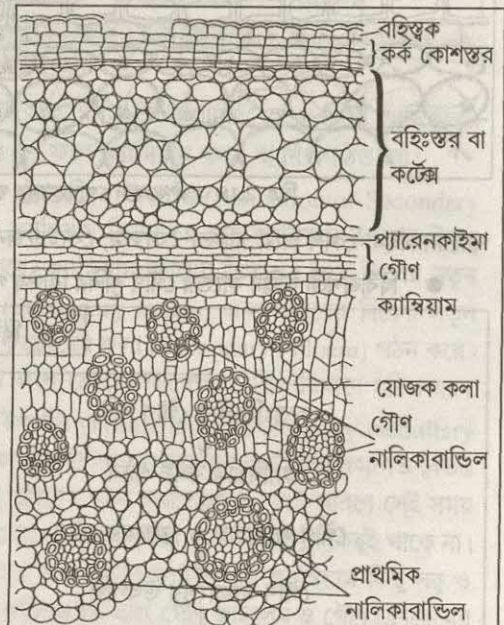 বহিস্ত্বক
কর্ক কোশস্তর
বহিঃস্তর বা
কর্টেক্স
প্যারেনকাইমা
গৌণ
ক্যাম্বিয়াম
যোজক কলা
গৌণ
নালিকাবান্ডিল
প্রাথমিক
নালিকাবান্ডিল